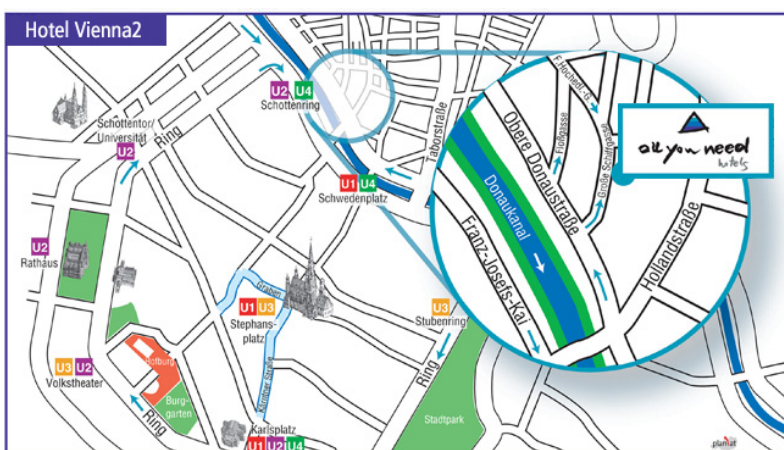 Hotel Vienna2
U2 U4
Schottenring
Schottentor/
Universität
U2
Ring
Taborstraße
U1 U4
Schwedenplatz
U2
Rathaus
Graben
U1 U3
Stephans-
platz
Kärntner Straße
U3
Stubenring
Ring
Stadtpark
U3 U2
Volkstheater
Hofburg
Burg-
garten
Ring
Karlsplatz
U1 U2 U4
F.Hochedl.-G.
Floßgasse
Große Schiffgasse
Obere Donaustraße
Donaukanal
Franz-Josefs-Kai
Hollandstraße
all you need
hotels
planmat